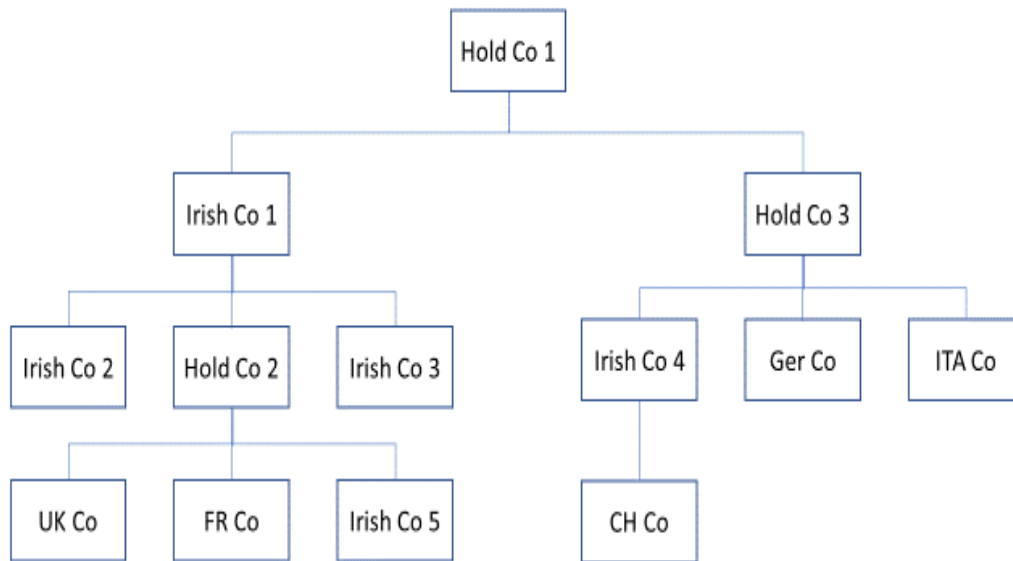 Hold Co 1
Irish Co 1
Hold Co 3
Irish Co 2
Hold Co 2
Irish Co 3
Irish Co 4
Ger Co
ITA Co
UK Co
FR Co
Irish Co 5
CH Co